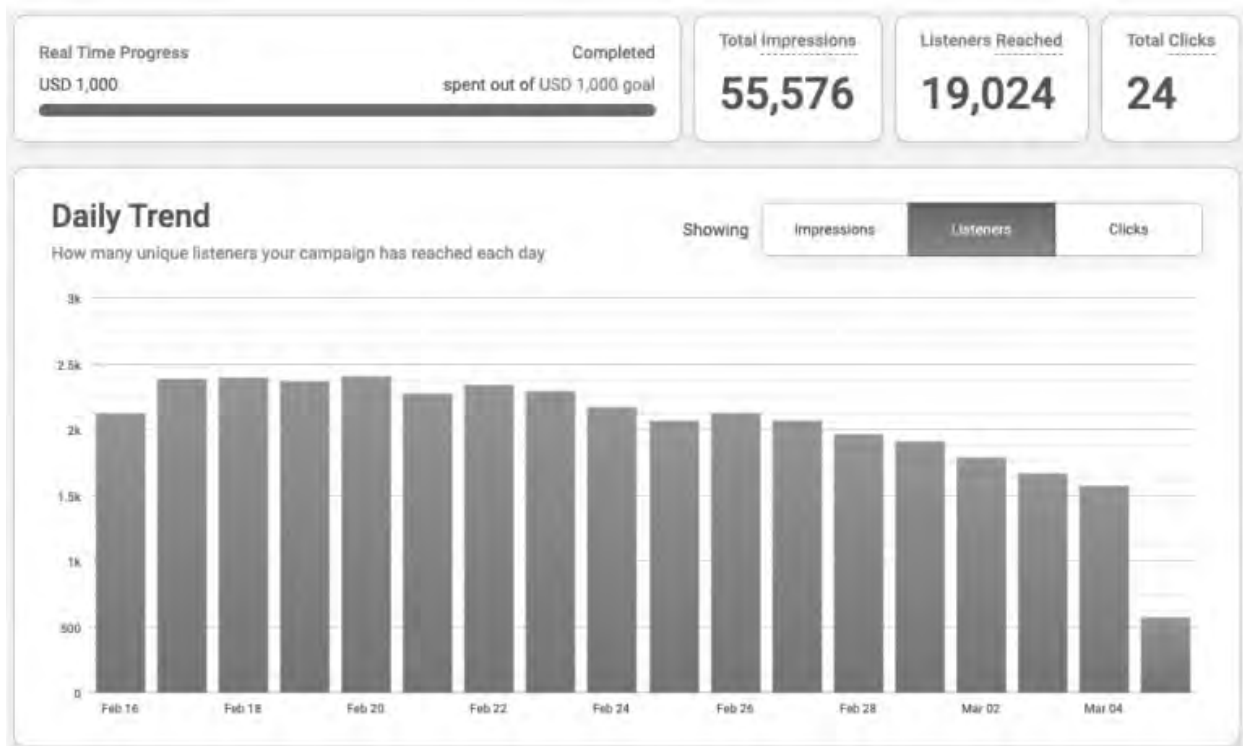 Real Time Progress
Completed
USD 1,000
spent out of USD 1,000 goal
Total Impressions
55,576
Listeners Reached
19,024
Total Clicks
24
Daily Trend
How many unique listeners your campaign has reached each day
Showing
Impressions
Listeners
Clicks
3k
2.5k
2k
1.5k
1k
500
0
Feb 16
Feb 18
Feb 20
Feb 22
Feb 24
Feb 26
Feb 28
Mar 02
Mar 04